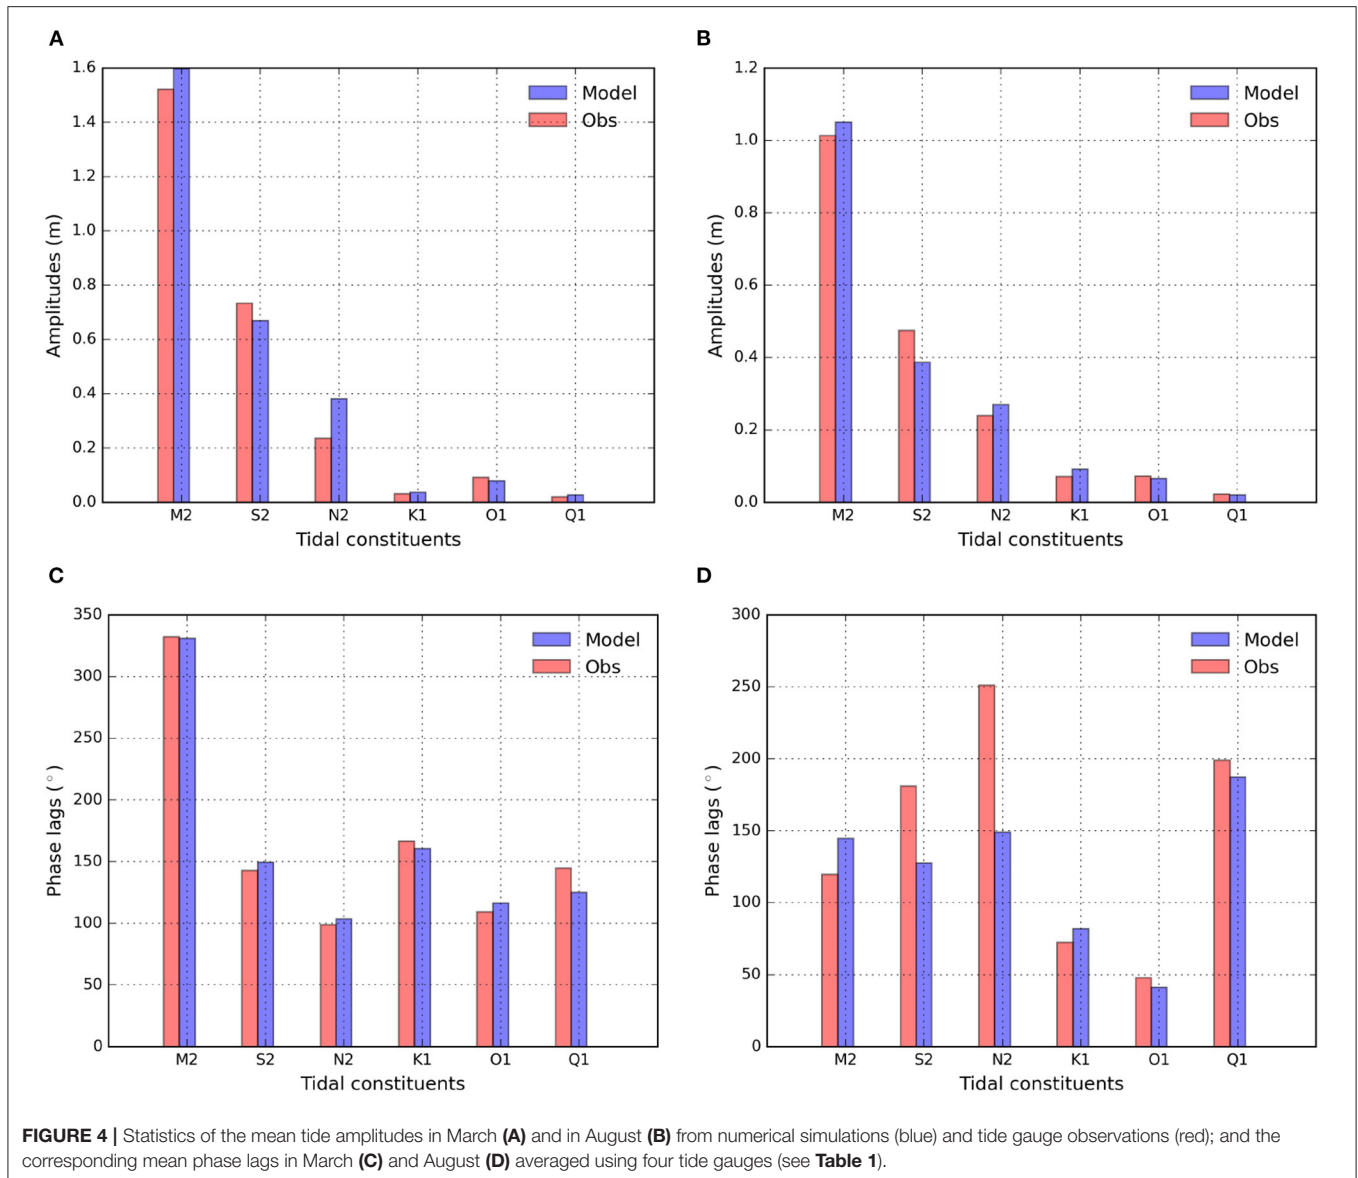 A
1.6
1.4
1.2
1.0
0.8
0.6
0.4
0.2
0.0
Amplitudes (m)
Model
Obs
M2 S2 N2 K1 O1 Q1
Tidal constituents
B
1.2
1.0
0.8
0.6
0.4
0.2
0.0
Amplitudes (m)
Model
Obs
M2 S2 N2 K1 O1 Q1
Tidal constituents
C
350
300
250
200
150
100
50
0
Phase lags (°)
Model
Obs
M2 S2 N2 K1 O1 Q1
Tidal constituents
D
300
250
200
150
100
50
0
Phase lags (°)
Model
Obs
M2 S2 N2 K1 O1 Q1
Tidal constituents
FIGURE 4 | Statistics of the mean tide amplitudes in March (A) and in August (B) from numerical simulations (blue) and tide gauge observations (red); and the
corresponding mean phase lags in March (C) and August (D) averaged using four tide gauges (see Table 1).